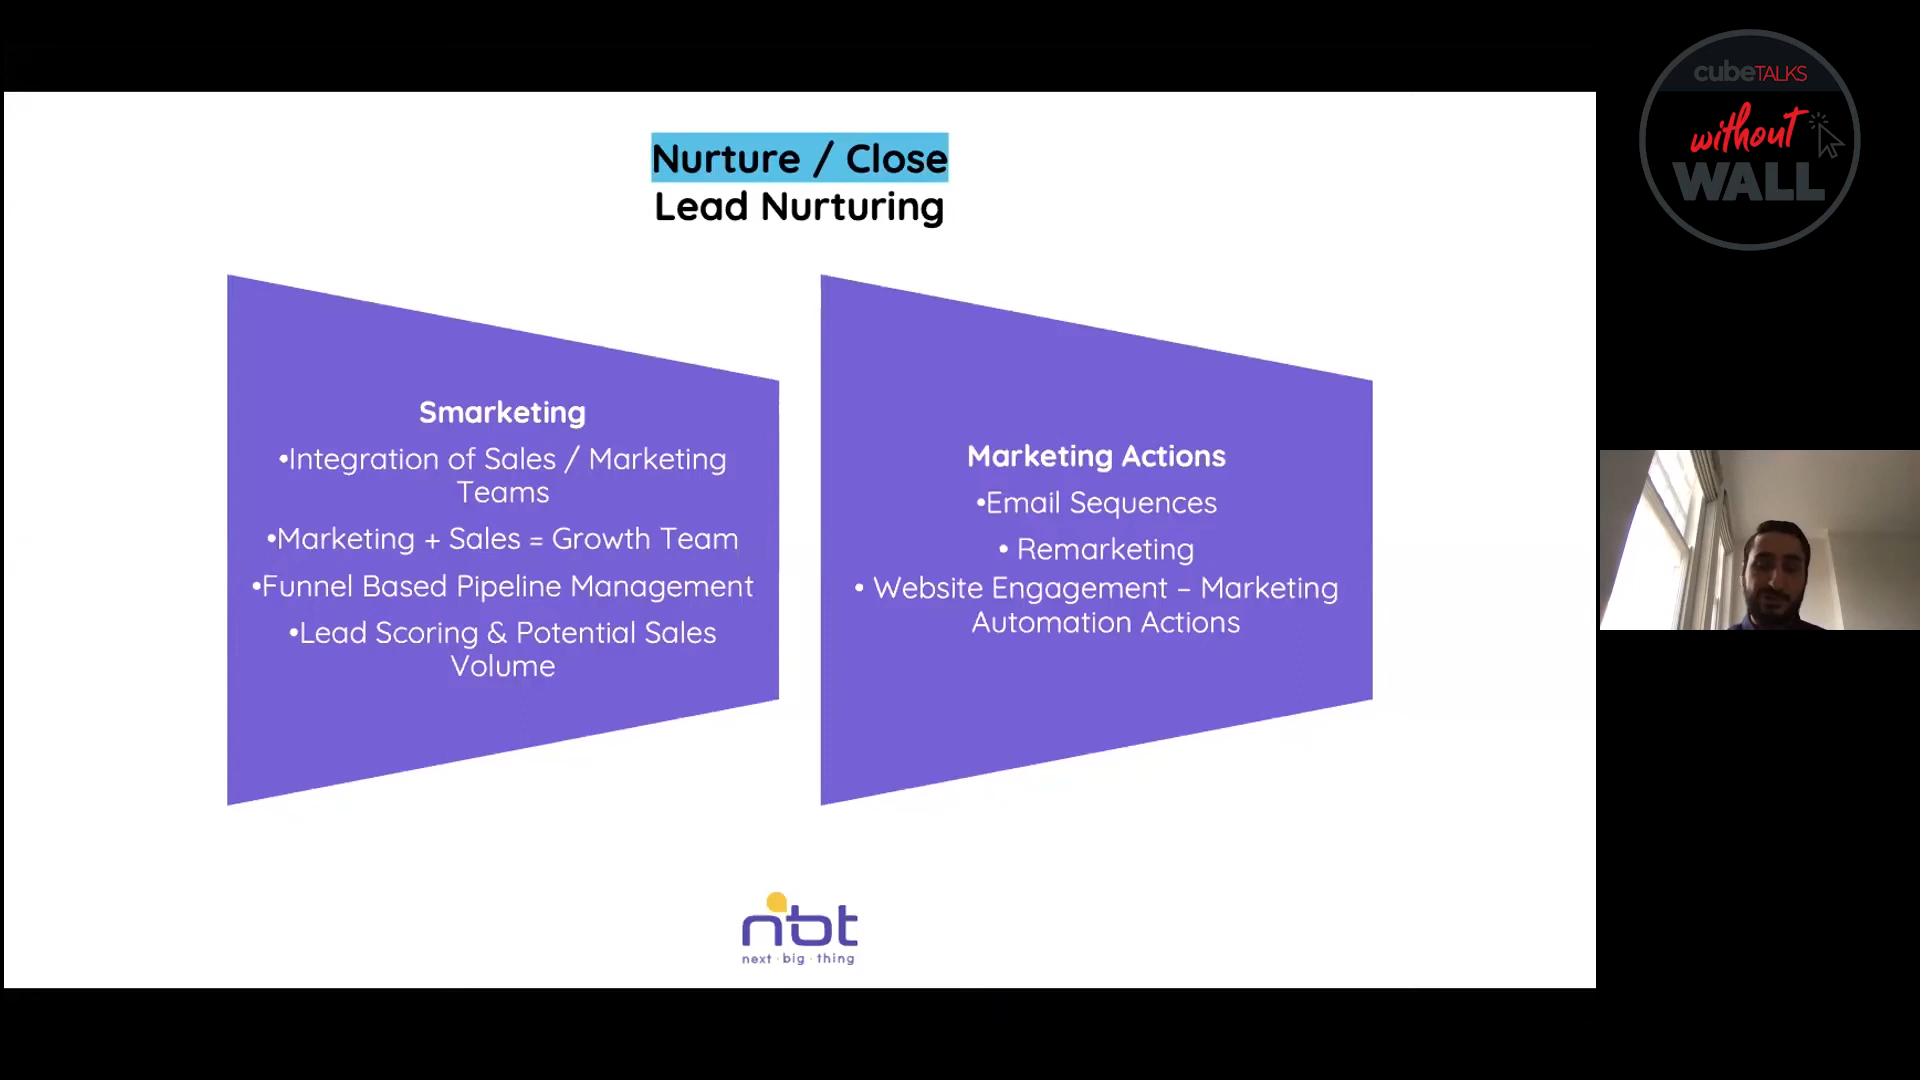 cubeTALKS
without
WALL
Nurture / Close
Lead Nurturing
Smarketing
•Integration of Sales / Marketing
Teams
•Marketing + Sales = Growth Team
•Funnel Based Pipeline Management
•Lead Scoring & Potential Sales
Volume
Marketing Actions
•Email Sequences
• Remarketing
• Website Engagement – Marketing
Automation Actions
nbt
next · big · thing